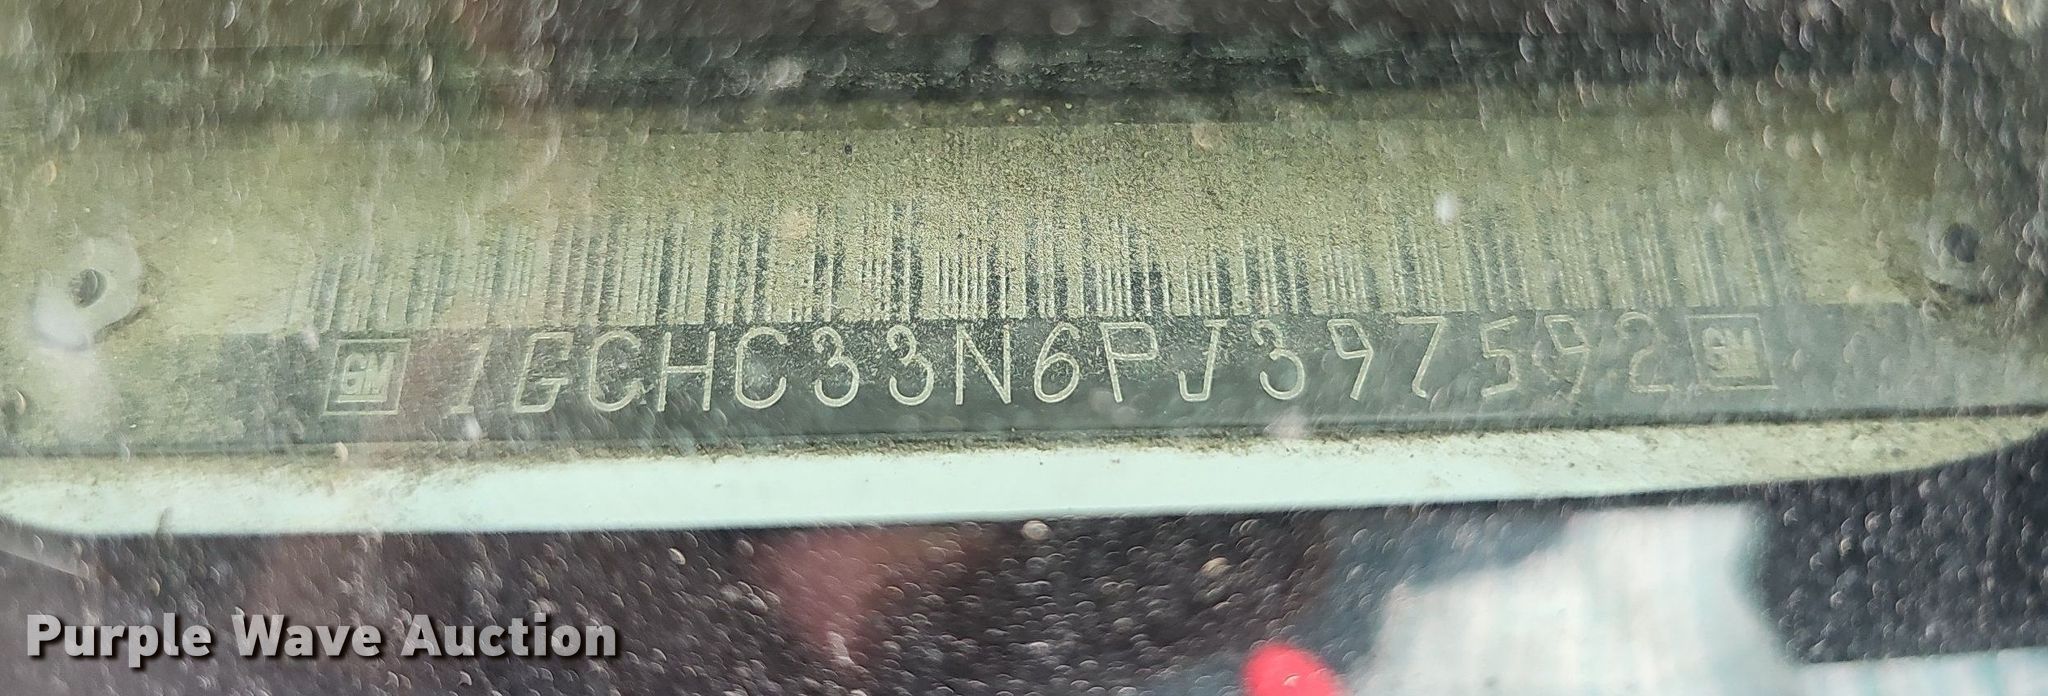 GM 1GCHC33N6PJ397592 GM
Purple Wave Auction